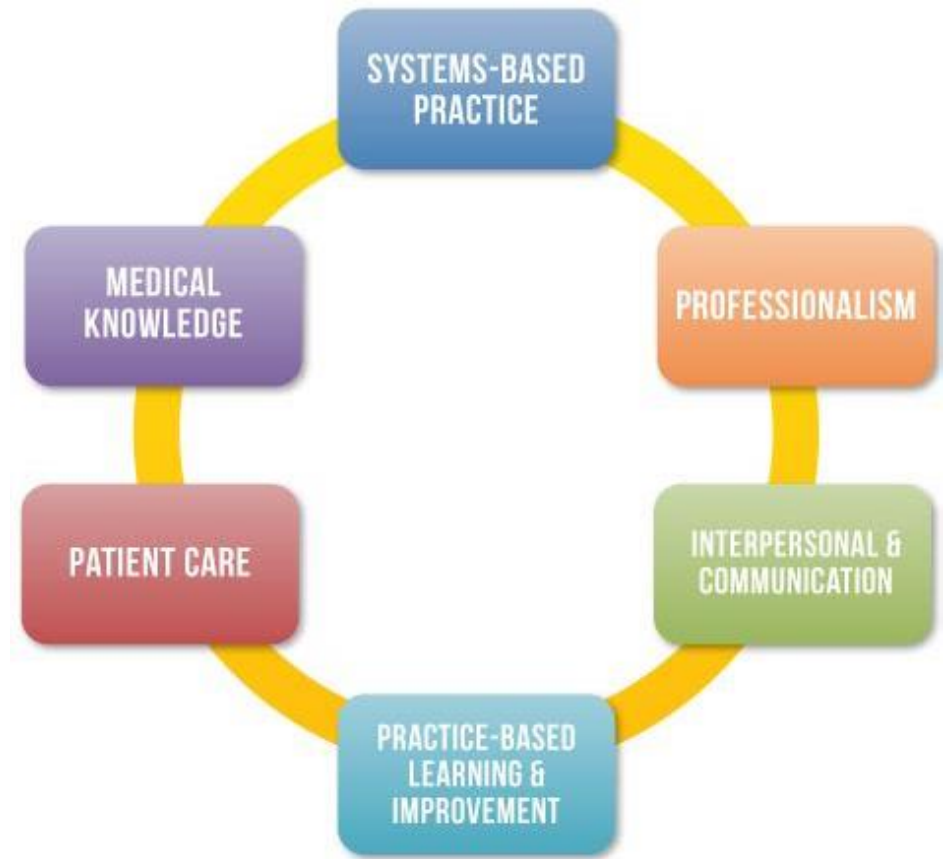 SYSTEMS-BASED
PRACTICE
MEDICAL
KNOWLEDGE
PROFESSIONALISM
PATIENT CARE
INTERPERSONAL &
COMMUNICATION
PRACTICE-BASED
LEARNING &
IMPROVEMENT